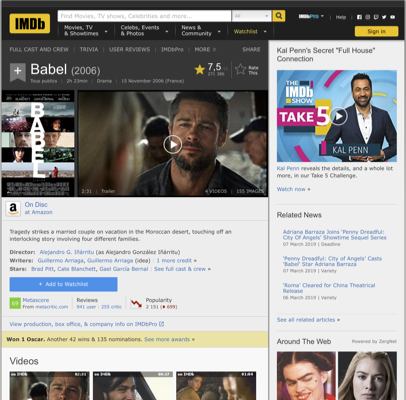 IMDb
Find Movies, TV shows, Celebrities and more...
All
IMDbPro
Help
Movies, TV & Showtimes
Celebs, Events & Photos
News & Community
Watchlist
Sign in
FULL CAST AND CREW | TRIVIA | USER REVIEWS | IMDbPro | MORE
SHARE
Babel (2006)
7,5
Rate This
Tous publics | 2h 23min | Drama | 15 November 2006 (France)
BABEL
2:31 | Trailer
4 VIDEOS | 155 IMAGES
On Disc
at Amazon
Tragedy strikes a married couple on vacation in the Moroccan desert, touching off an
interlocking story involving four different families.
Director: Alejandro G. Iñárritu (as Alejandro González Iñárritu)
Writers: Guillermo Arriaga, Guillermo Arriaga (idea) | 1 more credit »
Stars: Brad Pitt, Cate Blanchett, Gael García Bernal | See full cast & crew »
+ Add to Watchlist
Metascore
From metacritic.com
Reviews
941 user | 255 critic
Popularity
View production, box office, & company info on IMDbPro
Won 1 Oscar. Another 42 wins & 135 nominations. See more awards »
Videos
Kal Penn's Secret "Full House"
Connection
THE IMDb SHOW
TAKE 5
KAL PENN
Kal Penn reveals the details, and a whole lot
more, in our Take 5 Challenge.
Watch now »
Related News
Adriana Barraza Joins 'Penny Dreadful:
City Of Angels' Showtime Sequel Series
07 March 2019 | Deadline
'Penny Dreadful: City of Angels' Casts
'Babel' Star Adriana Barraza
07 March 2019 | Variety
'Roma' Cleared for China Theatrical
Release
06 March 2019 | Variety
See all related articles »
Around The Web
Powered by ZergNet